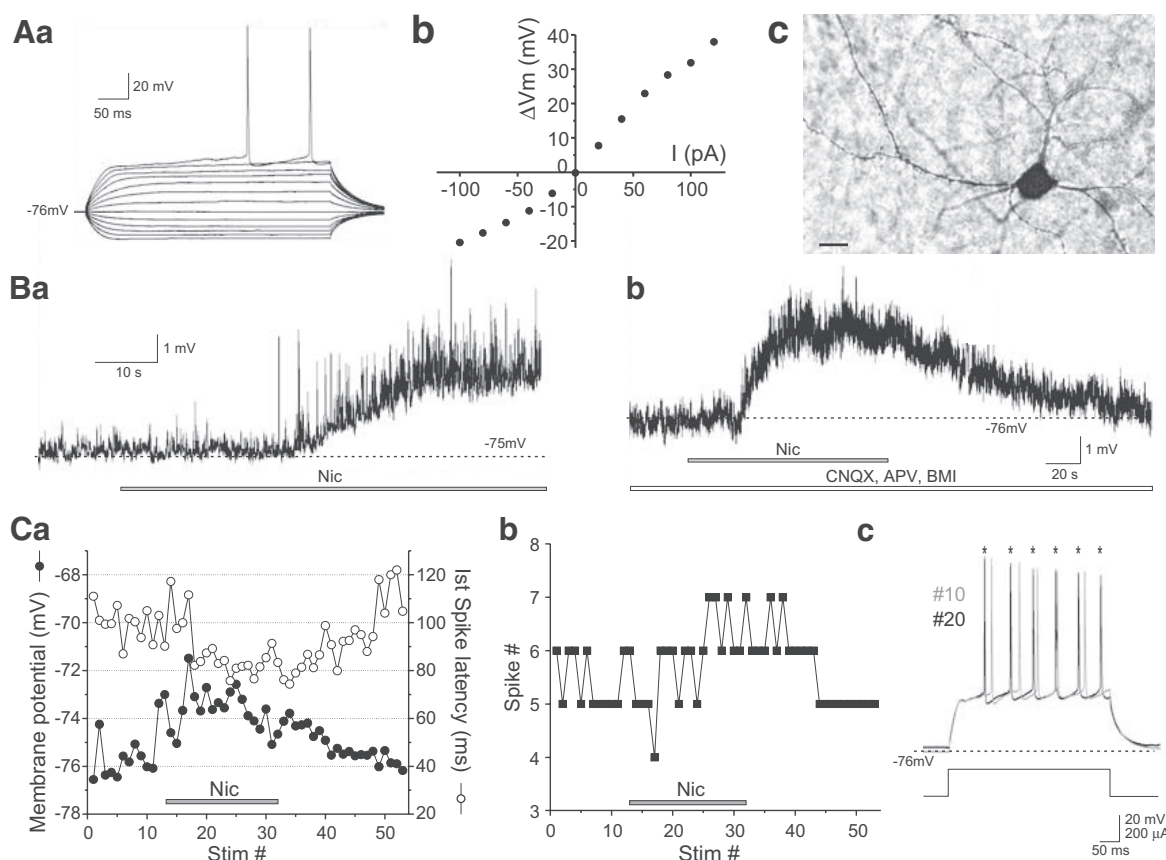 Aa
20 mV
50 ms
-76mV
b
ΔVm (mV)
40
30
20
10
0
-10
-20
I (pA)
-100
-50
0
50
100
c
Ba
1 mV
10 s
-75mV
Nic
b
-76mV
Nic
1 mV
20 s
CNQX, APV, BMI
Ca
Membrane potential (mV)
-68
-70
-72
-74
-76
-78
120
100
80
60
40
20
Ist Spike latency (ms)
Nic
0 10 20 30 40 50
Stim #
b
Spike #
8
7
6
5
4
3
Nic
0 10 20 30 40 50
Stim #
c
* * * * * *
#10
#20
-76mV
20 mV
200 µA
50 ms